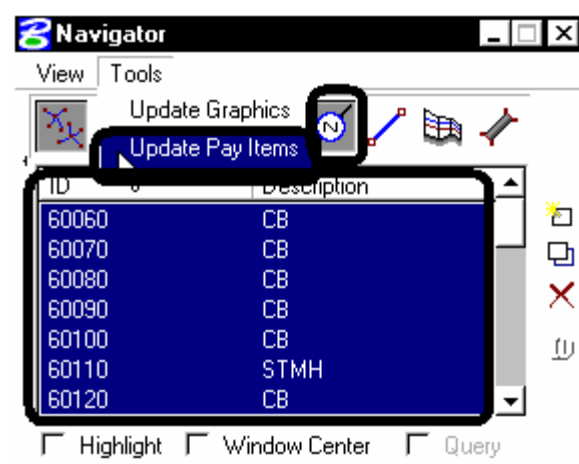 Navigator
View Tools
Update Graphics
Update Pay Items
ID Description
60060 CB
60070 CB
60080 CB
60090 CB
60100 CB
60110 STMH
60120 CB
Highlight Window Center Query